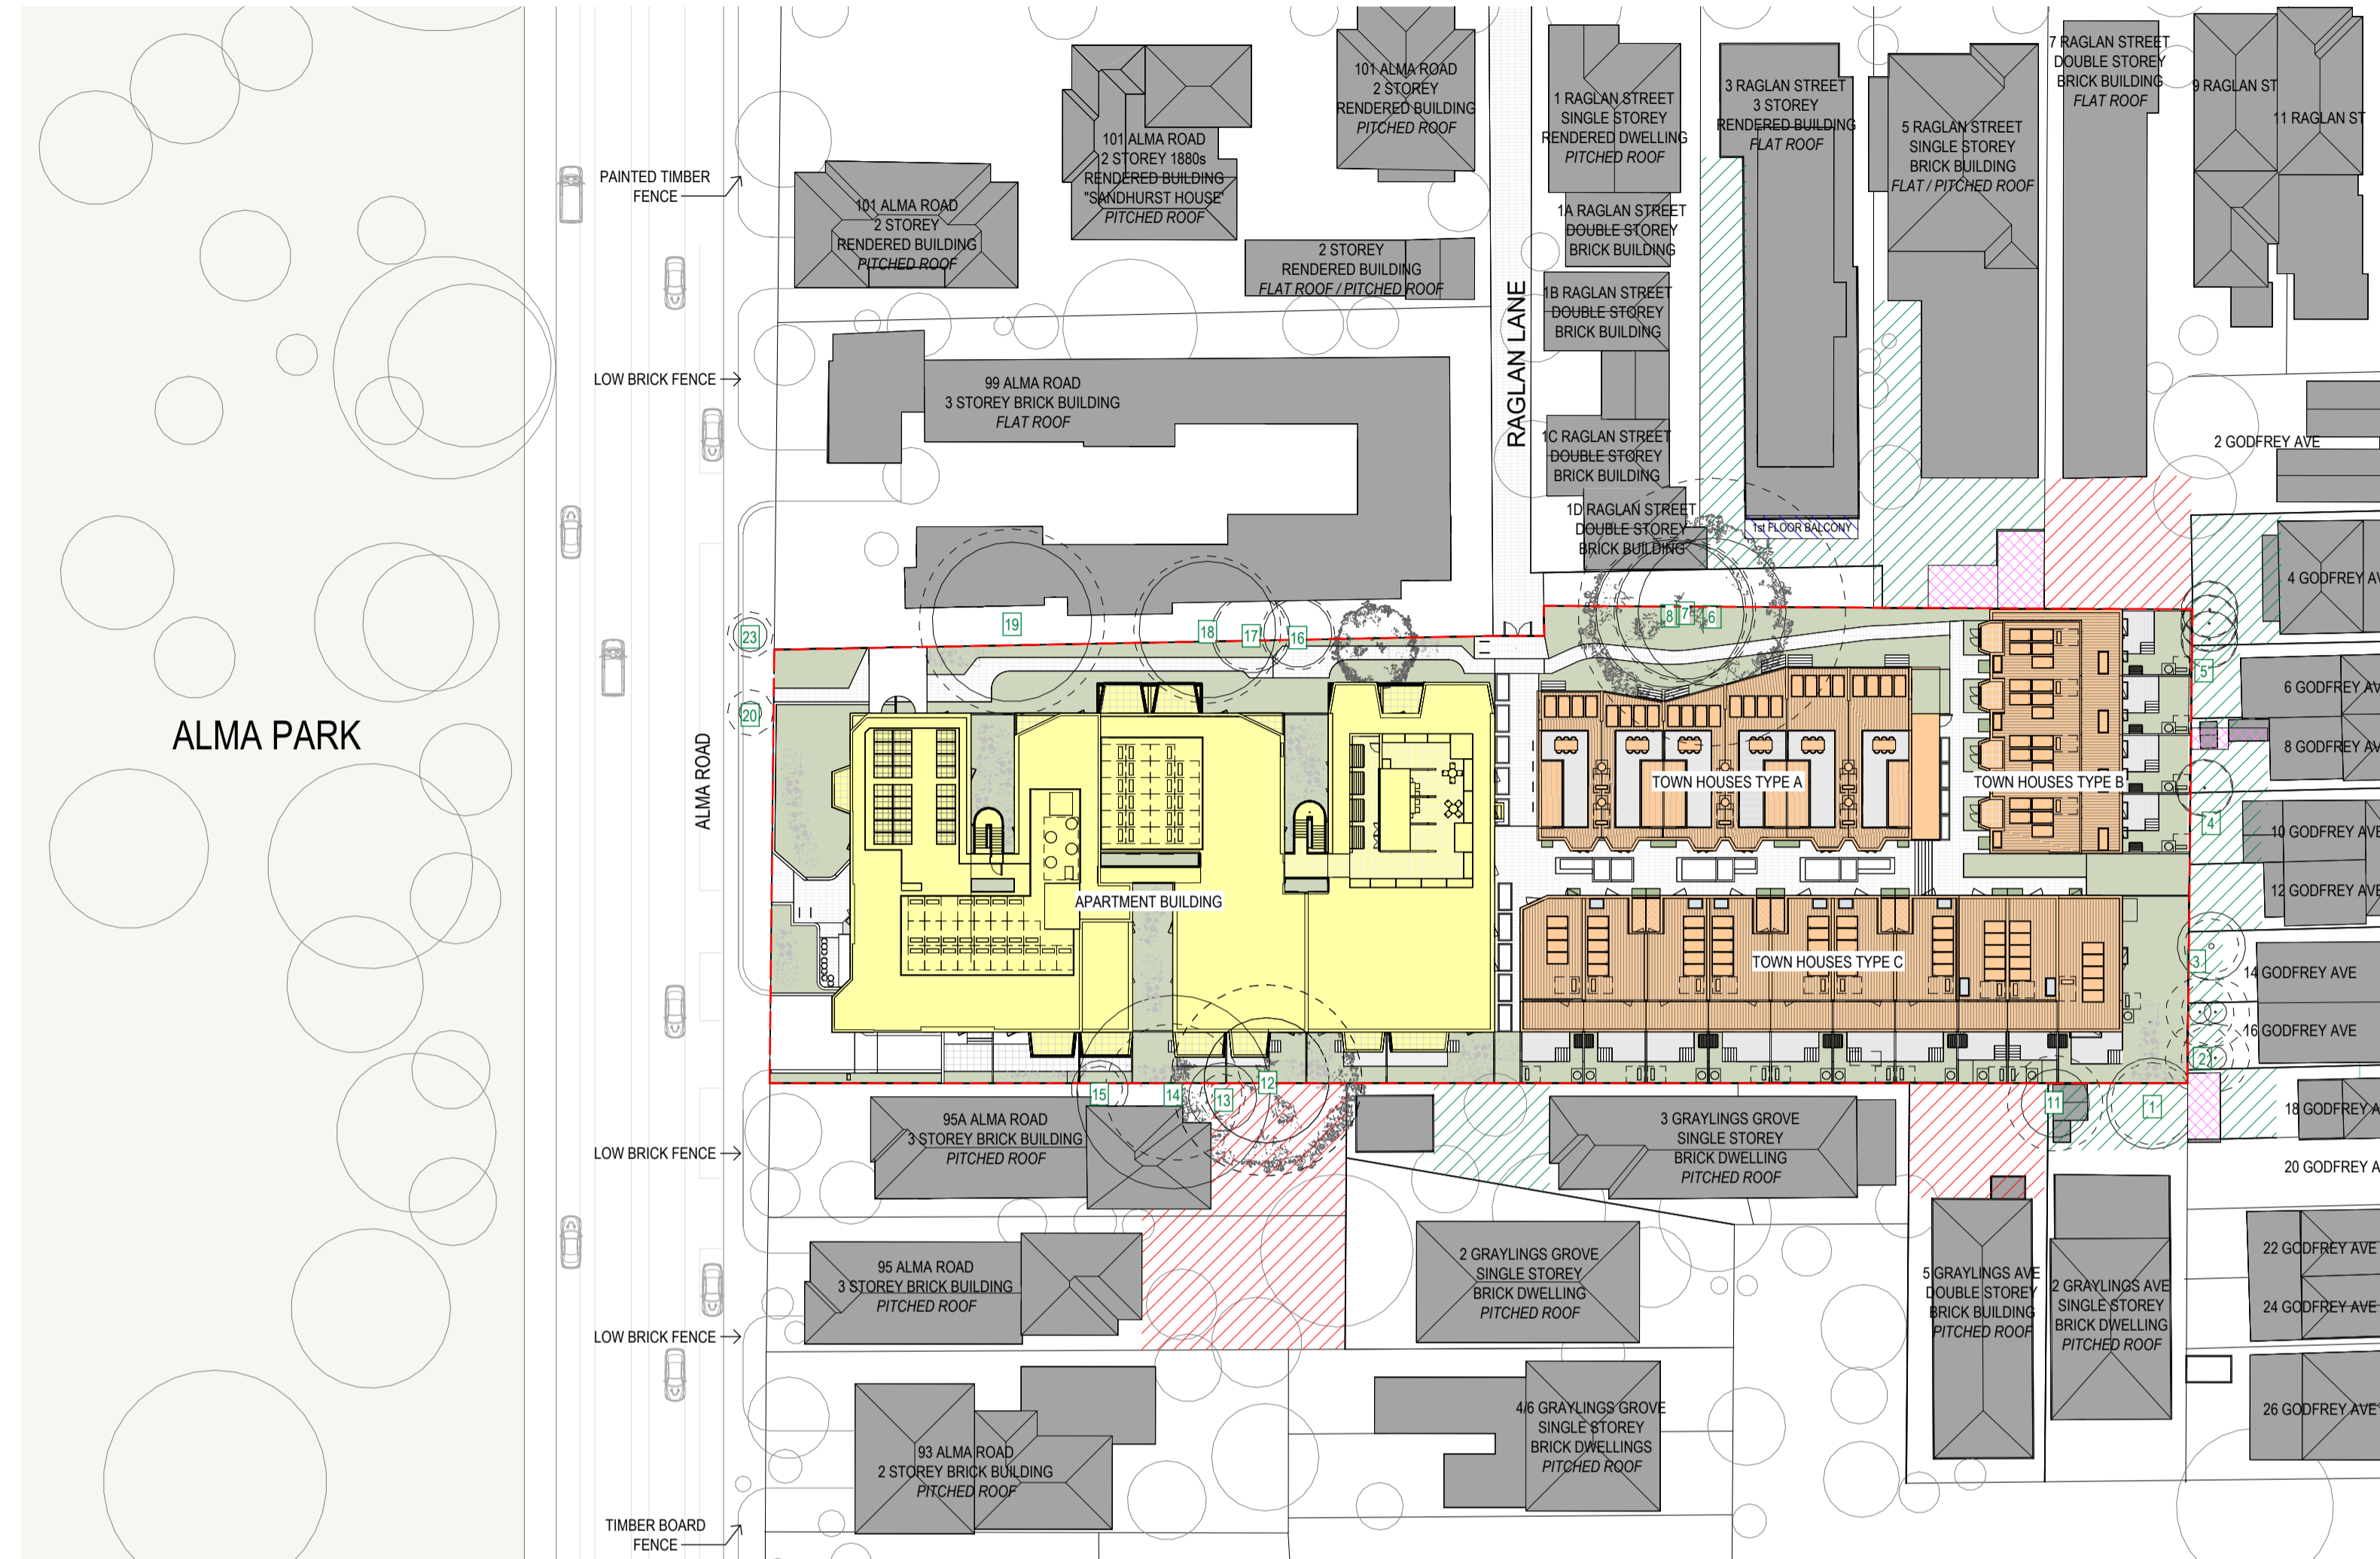 ALMA PARK
ALMA ROAD
RAGLAN LANE
PAINTED TIMBER
FENCE
LOW BRICK FENCE
LOW BRICK FENCE
LOW BRICK FENCE
TIMBER BOARD
FENCE
101 ALMA ROAD
2 STOREY
RENDERED BUILDING
PITCHED ROOF
101 ALMA ROAD
2 STOREY 1880s
RENDERED BUILDING
"SANDHURST HOUSE"
PITCHED ROOF
101 ALMA ROAD
2 STOREY
RENDERED BUILDING
PITCHED ROOF
2 STOREY
RENDERED BUILDING
FLAT ROOF / PITCHED ROOF
99 ALMA ROAD
3 STOREY BRICK BUILDING
FLAT ROOF
1 RAGLAN STREET
SINGLE STOREY
RENDERED DWELLING
PITCHED ROOF
1A RAGLAN STREET
DOUBLE STOREY
BRICK BUILDING
1B RAGLAN STREET
DOUBLE STOREY
BRICK BUILDING
1C RAGLAN STREET
DOUBLE STOREY
BRICK BUILDING
1D RAGLAN STREET
DOUBLE STOREY
BRICK BUILDING
3 RAGLAN STREET
3 STOREY
RENDERED BUILDING
FLAT ROOF
1st FLOOR BALCONY
5 RAGLAN STREET
SINGLE STOREY
BRICK BUILDING
FLAT / PITCHED ROOF
7 RAGLAN STREET
DOUBLE STOREY
BRICK BUILDING
FLAT ROOF
9 RAGLAN ST
11 RAGLAN ST
2 GODFREY AVE
4 GODFREY AV
6 GODFREY AV
8 GODFREY AV
10 GODFREY AVE
12 GODFREY AVE
14 GODFREY AVE
16 GODFREY AVE
18 GODFREY A
20 GODFREY A
22 GODFREY AVE
24 GODFREY AVE
26 GODFREY AVE
23
20
19
18
17
16
8
7
6
5
4
3
2
1
11
12
13
14
15
APARTMENT BUILDING
TOWN HOUSES TYPE A
TOWN HOUSES TYPE B
TOWN HOUSES TYPE C
95A ALMA ROAD
3 STOREY BRICK BUILDING
PITCHED ROOF
95 ALMA ROAD
3 STOREY BRICK BUILDING
PITCHED ROOF
93 ALMA ROAD
2 STOREY BRICK BUILDING
PITCHED ROOF
3 GRAYLINGS GROVE
SINGLE STOREY
BRICK DWELLING
PITCHED ROOF
2 GRAYLINGS GROVE
SINGLE STOREY
BRICK DWELLING
PITCHED ROOF
4/6 GRAYLINGS GROVE
SINGLE STOREY
BRICK DWELLINGS
PITCHED ROOF
5 GRAYLINGS AVE
DOUBLE STOREY
BRICK BUILDING
PITCHED ROOF
2 GRAYLINGS AVE
SINGLE STOREY
BRICK DWELLING
PITCHED ROOF